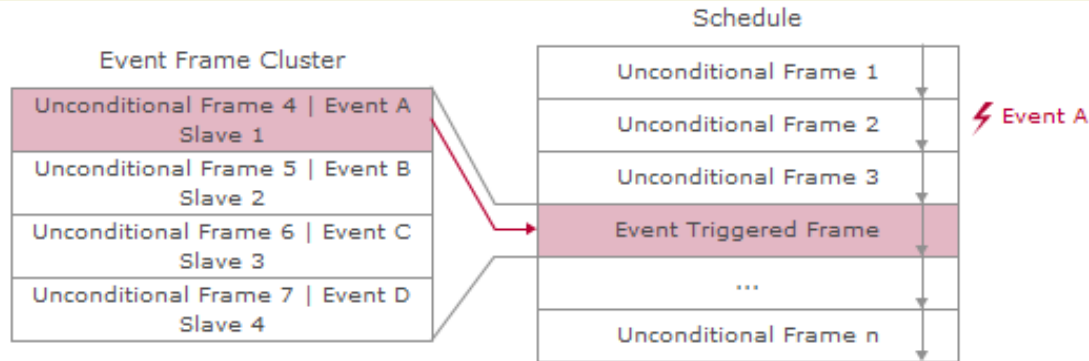 Schedule
Event Frame Cluster
Unconditional Frame 4 | Event A
Slave 1
Unconditional Frame 5 | Event B
Slave 2
Unconditional Frame 6 | Event C
Slave 3
Unconditional Frame 7 | Event D
Slave 4
Unconditional Frame 1
Unconditional Frame 2
Unconditional Frame 3
Event Triggered Frame
...
Unconditional Frame n
Event A